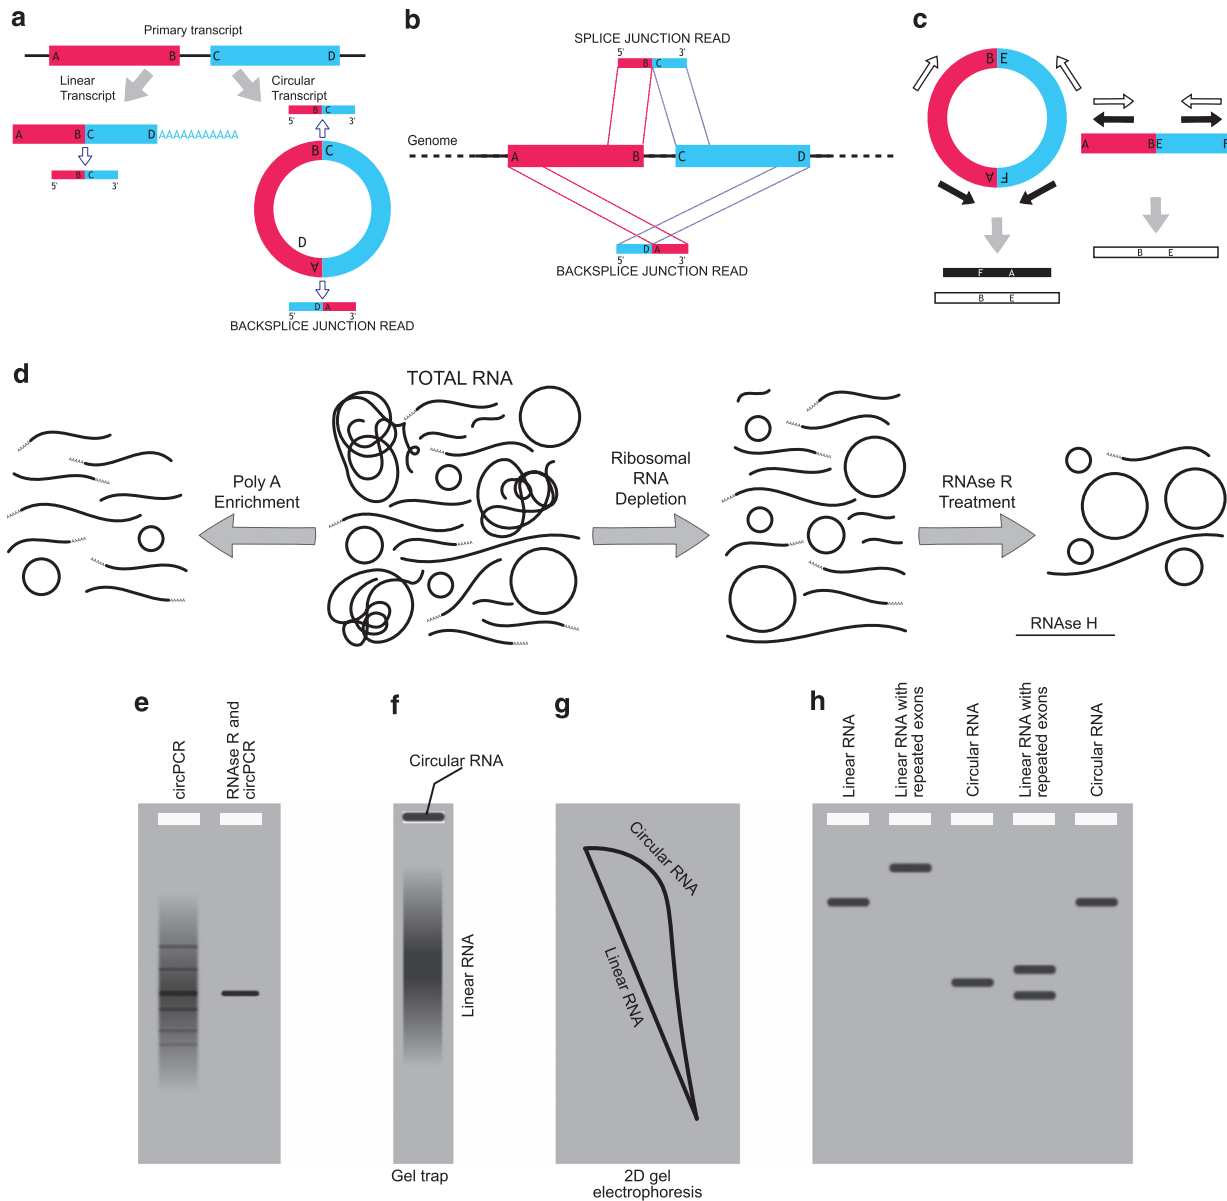 a
Primary transcript
A B C D
Linear
Transcript
Circular
Transcript
A B C D AAAAAAAAAAA
B C
5' 3'
B C
5' 3'
B C
D
A
D A
5' 3'
BACKSPLICE JUNCTION READ
b
SPLICE JUNCTION READ
5' 3'
B C
Genome
A B C D
D A
5' 3'
BACKSPLICE JUNCTION READ
c
B E
A F
A B E F
F A
B E
B E
d
TOTAL RNA
Poly A
Enrichment
Ribosomal
RNA
Depletion
RNAse R
Treatment
RNAse H
e
circPCR
RNAse R and
circPCR
f
Circular RNA
Linear RNA
Gel trap
g
Circular RNA
Linear RNA
2D gel
electrophoresis
h
Linear RNA
Linear RNA with
repeated exons
Circular RNA
Linear RNA with
repeated exons
Circular RNA